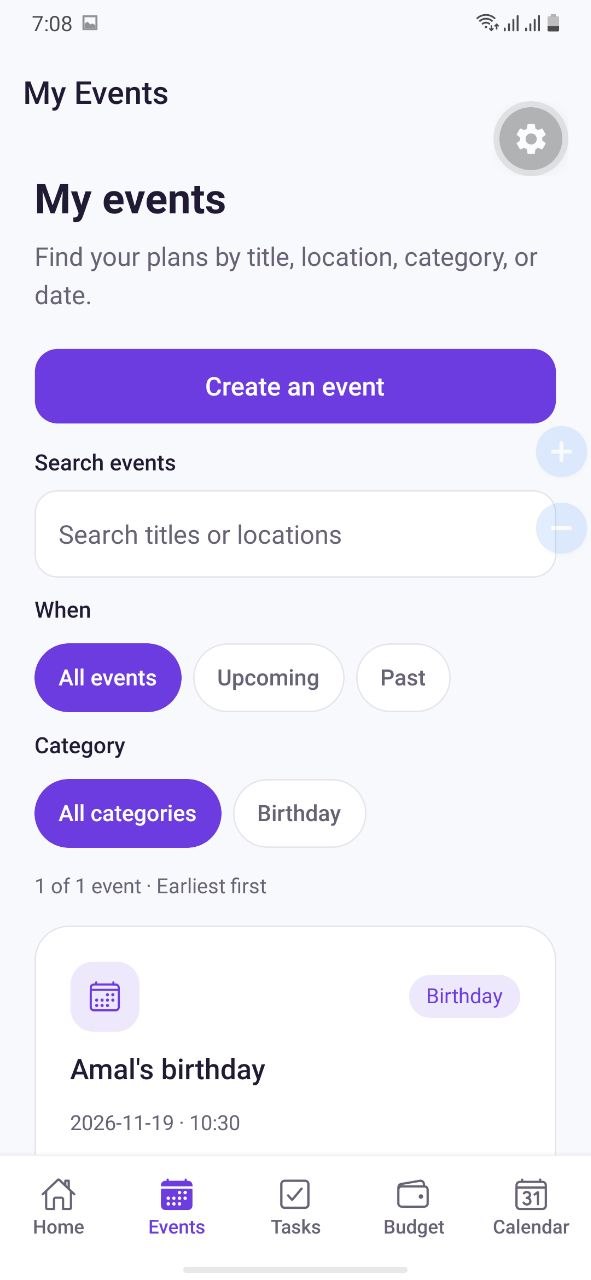 7:08
My Events
My events
Find your plans by title, location, category, or
date.
Create an event
Search events
Search titles or locations
When
All events Upcoming Past
Category
All categories Birthday
1 of 1 event · Earliest first
Birthday
Amal's birthday
2026-11-19 · 10:30
31
Home Events Tasks Budget Calendar